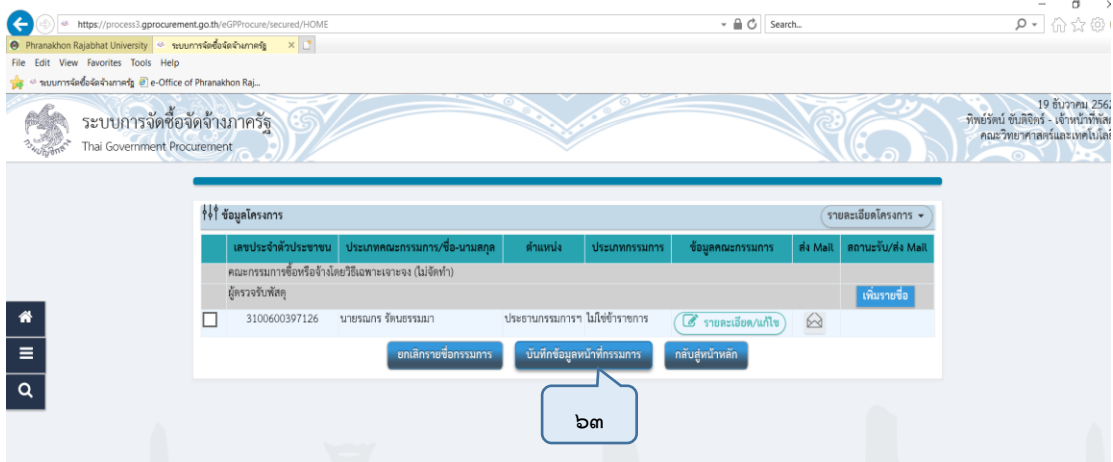 https://process3.gprocurement.go.th/eGPProcure/secured/HOME
Search...
Phranakhon Rajabhat University
ระบบการจัดซื้อจัดจ้างภาครัฐ
File Edit View Favorites Tools Help
ระบบการจัดซื้อจัดจ้างภาครัฐ e-Office of Phranakhon Raj...
ระบบการจัดซื้อจัดจ้างภาครัฐ
Thai Government Procurement
19 ธันวาคม 2562
ทิพย์รัตน์ ขันติจิตร์ - เจ้าหน้าที่พัสดุ
คณะวิทยาศาสตร์และเทคโนโลยี
ข้อมูลโครงการ
รายละเอียดโครงการ
เลขประจำตัวประชาชน ประเภทคณะกรรมการ/ชื่อ-นามสกุล ตำแหน่ง ประเภทกรรมการ ข้อมูลคณะกรรมการ ส่ง Mail สถานะรับ/ส่ง Mail
คณะกรรมการซื้อหรือจ้างโดยวิธีเฉพาะเจาะจง (ไม่จัดทำ)
ผู้ตรวจรับพัสดุ
เพิ่มรายชื่อ
3100600397126 นายรณกร รัตนธรรมมา ประธานกรรมการฯ ไม่ใช่ข้าราชการ รายละเอียด/แก้ไข
ยกเลิกรายชื่อกรรมการ บันทึกข้อมูลหน้าที่กรรมการ กลับสู่หน้าหลัก
๖๓